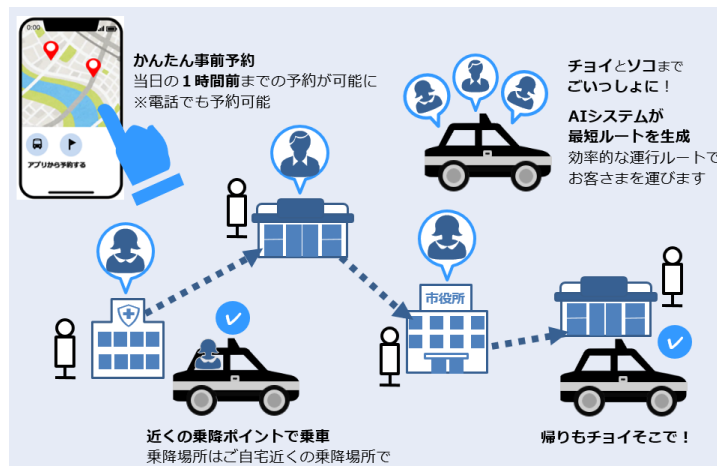 0:00
かんたん事前予約
当日の1時間前までの予約が可能に
※電話でも予約可能
アプリから予約する
チョイとソコまで
ごいっしょに!
AIシステムが
最短ルートを生成
効率的な運行ルートで
お客さまを運びます
市役所
近くの乗降ポイントで乗車
乗降場所はご自宅近くの乗降場所で
帰りもチョイそこで!